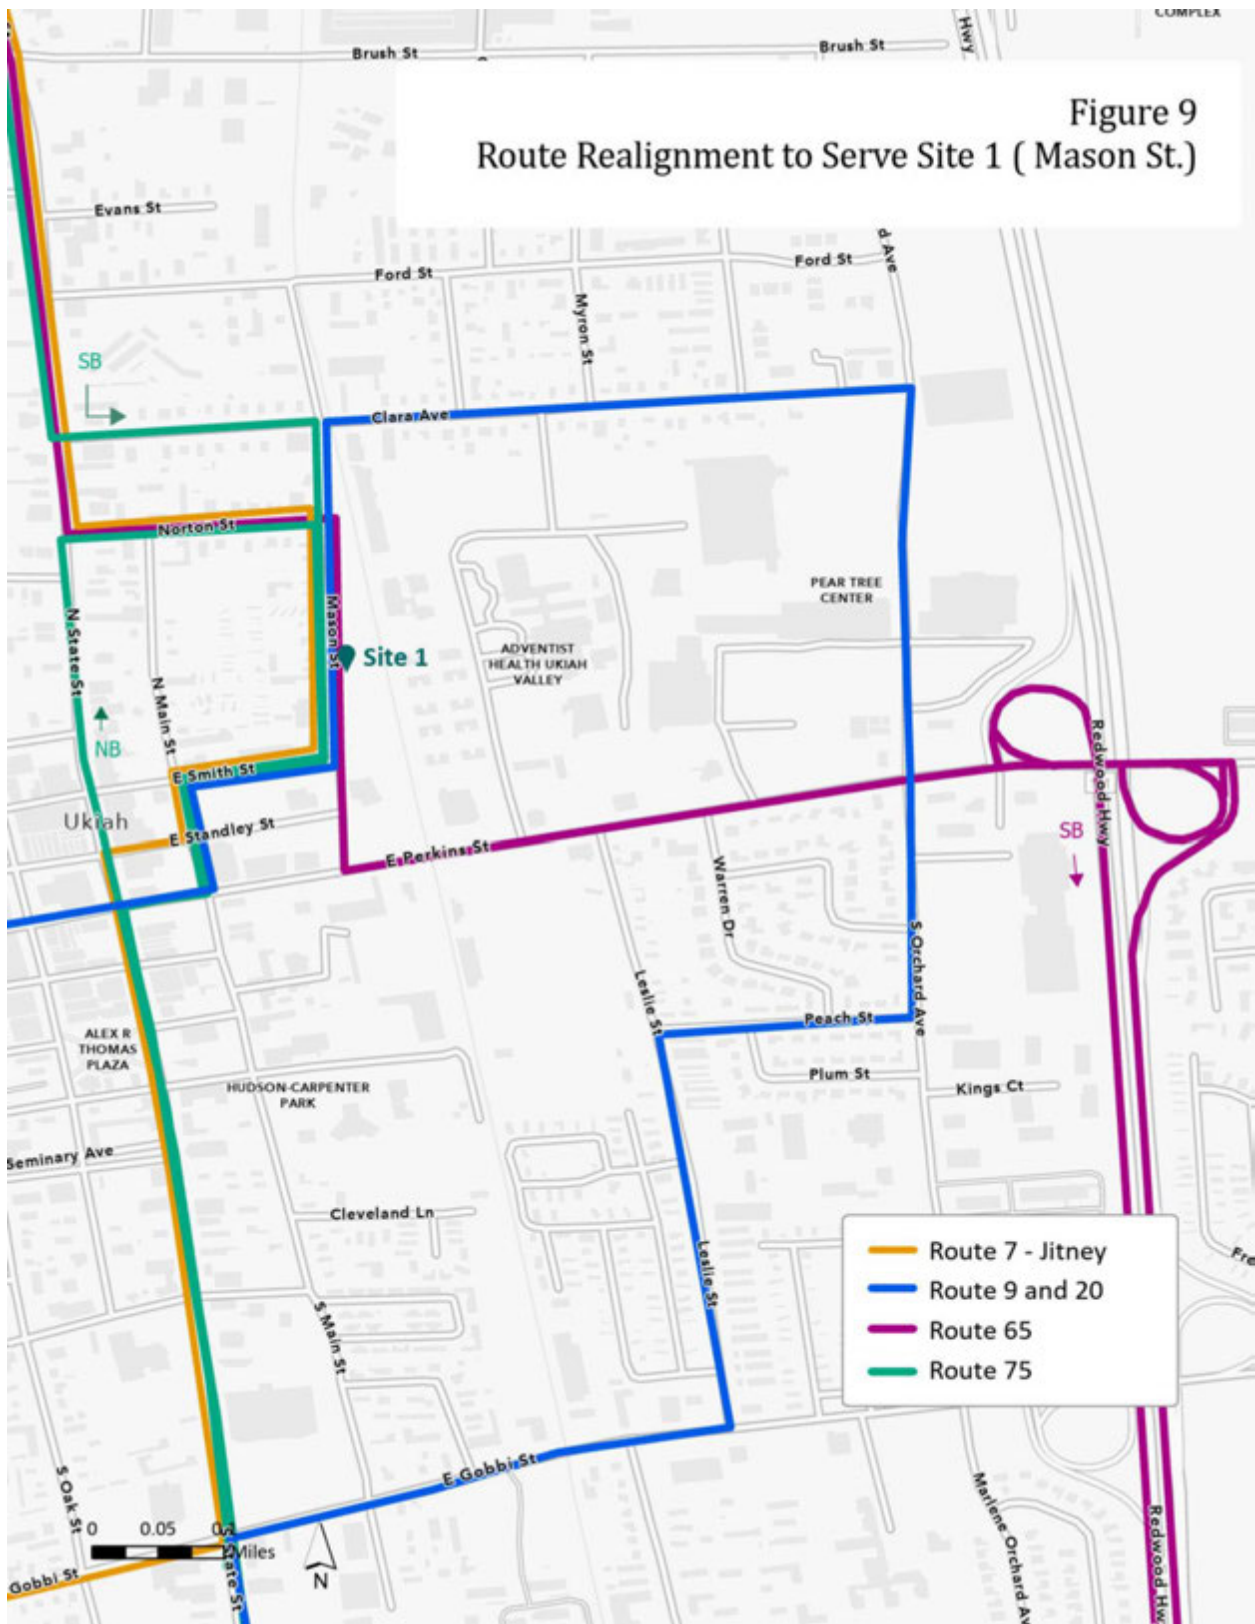 COMPLEX
Hwy
Brush St
Brush St
Figure 9
Route Realignment to Serve Site 1 ( Mason St.)
Evans St
d Ave
Ford St
Ford St
Myron St
SB
Clara Ave
Norton St
PEAR TREE
CENTER
N State St
Mason St
Site 1
ADVENTIST
HEALTH UKIAH
VALLEY
N Main St
NB
Redwood Hwy
E Smith St
Ukiah
E Standley St
SB
E Perkins St
Warren Dr
S Orchard Ave
Leslie St
Peach St
ALEX R
THOMAS
PLAZA
Plum St
HUDSON-CARPENTER
PARK
Kings Ct
Seminary Ave
Cleveland Ln
Leslie St
Fre
Route 7 - Jitney
Route 9 and 20
Route 65
Route 75
S Main St
E Gobbi St
S Oak St
Marlene Orchard Av
Redwood Hw
0 0.05 0.1
Miles
State St
N
Gobbi St